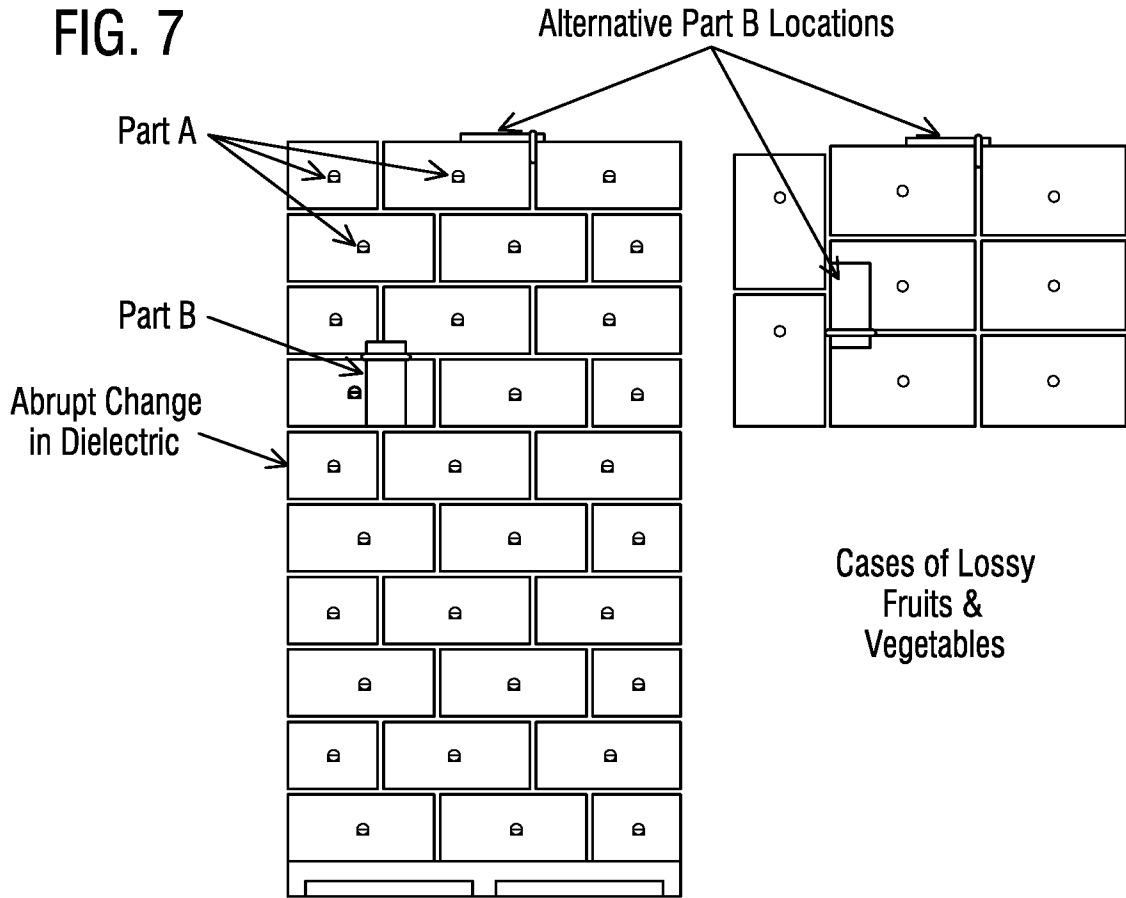 FIG. 7
Alternative Part B Locations
Part A
Part B
Abrupt Change
in Dielectric
Cases of Lossy
Fruits &
Vegetables